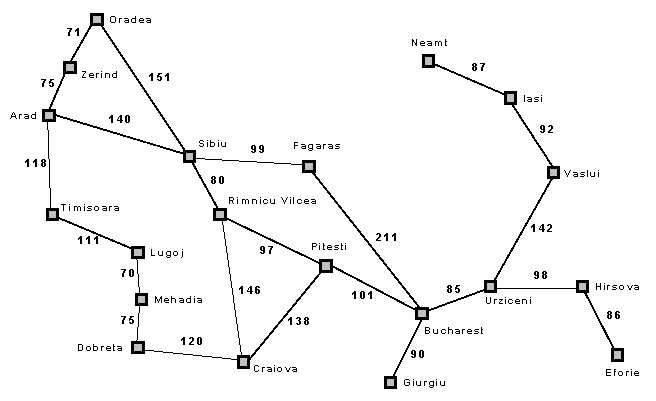 Oradea
71
Neamt
87
Zerind
75
151
Iasi
Arad
140
92
Sibiu
Fagaras
99
118
Vaslui
80
Timisoara
Rimnicu Vilcea
142
111
211
Lugoj
97
Pitesti
70
98
146
101
85
Hirsova
Mehadia
Urziceni
75
138
86
Bucharest
120
Dobreta
90
Craiova
Eforie
Giurgiu